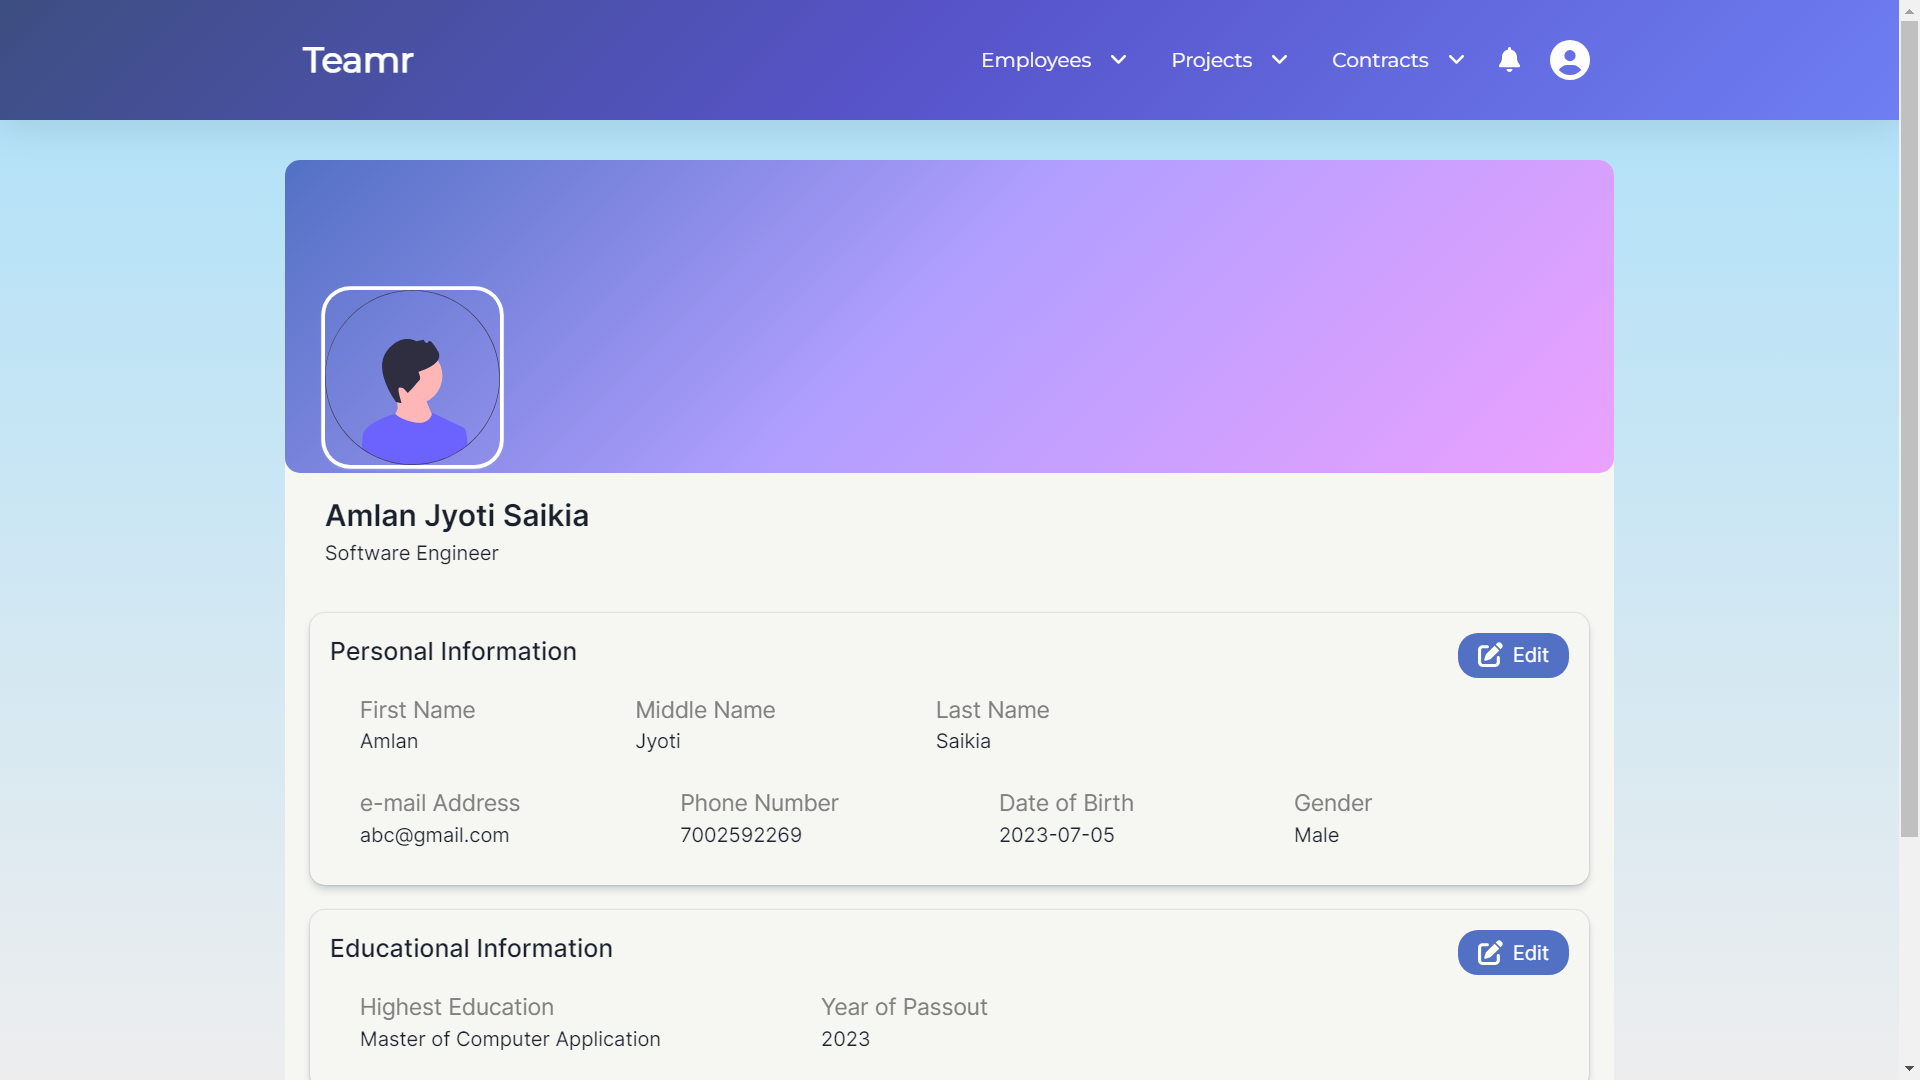 Teamr
Employees Projects Contracts
Amlan Jyoti Saikia
Software Engineer
Personal Information
Edit
First Name Middle Name Last Name
Amlan Jyoti Saikia
e-mail Address Phone Number Date of Birth Gender
abc@gmail.com 7002592269 2023-07-05 Male
Educational Information
Edit
Highest Education Year of Passout
Master of Computer Application 2023